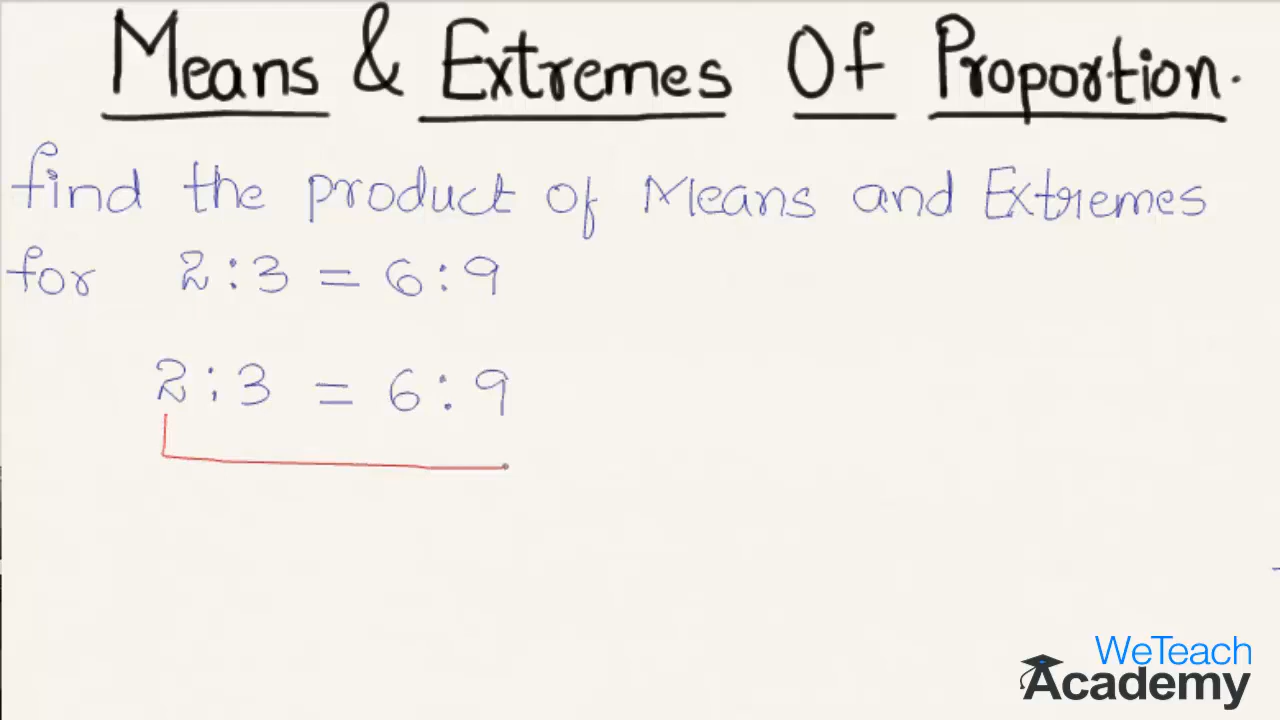 Means & Extremes Of Proportion.
find the product of Means and Extremes
for 2 : 3 = 6 : 9
2 : 3 = 6 : 9
WeTeach
Academy